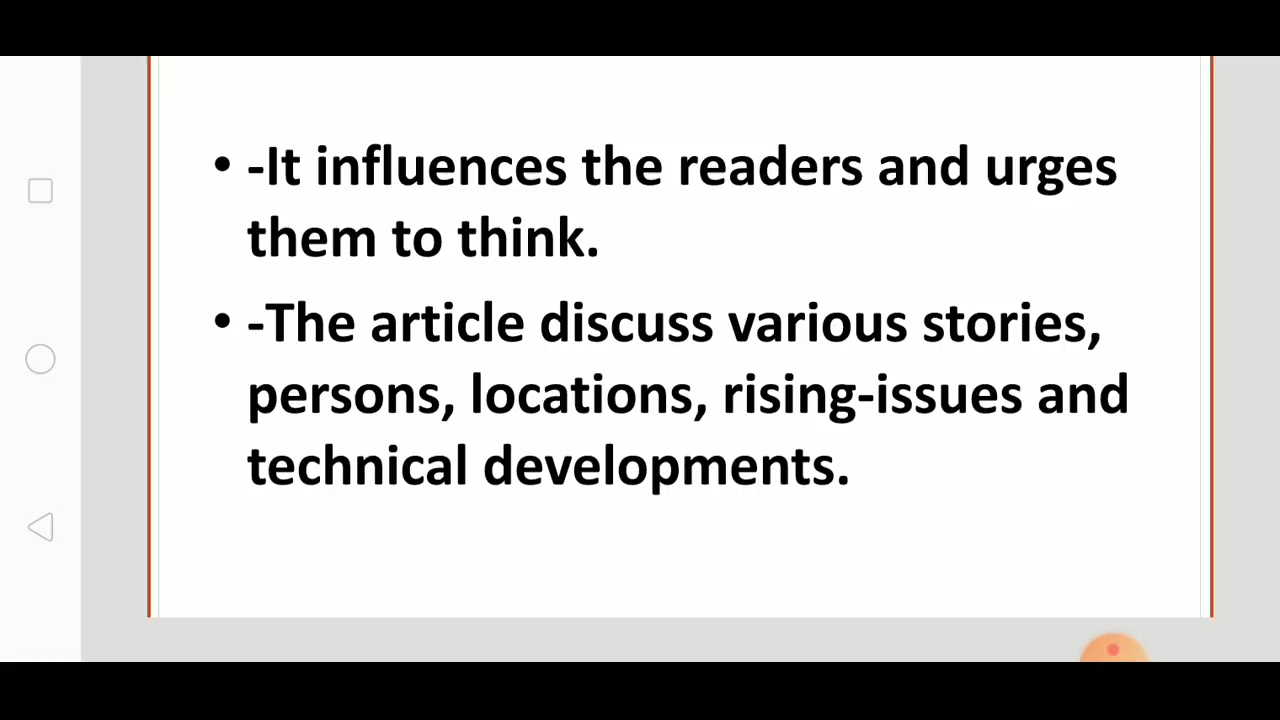 • -It influences the readers and urges
them to think.
• -The article discuss various stories,
persons, locations, rising-issues and
technical developments.